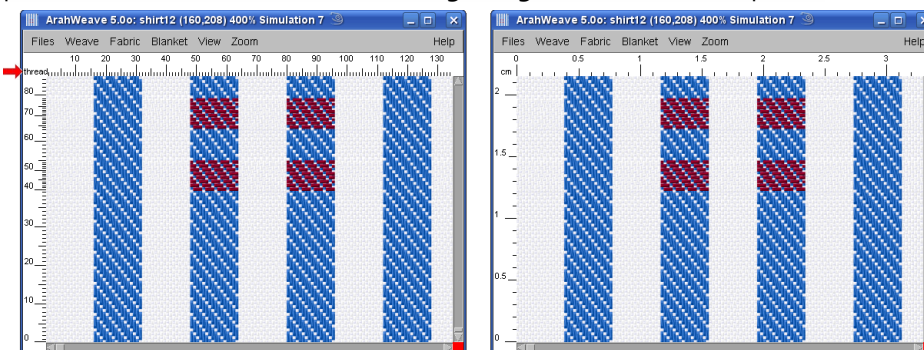 ArahWeave 5.0o: shirt12 (160,208) 400% Simulation 7
Files Weave Fabric Blanket View Zoom Help
thread 10 20 30 40 50 60 70 80 90 100 110 120 130
80
70
60
50
40
30
20
10
0
ArahWeave 5.0o: shirt12 (160,208) 400% Simulation 7
Files Weave Fabric Blanket View Zoom Help
0 0.5 1 1.5 2 2.5 3
cm
2
1.5
1
0.5
0